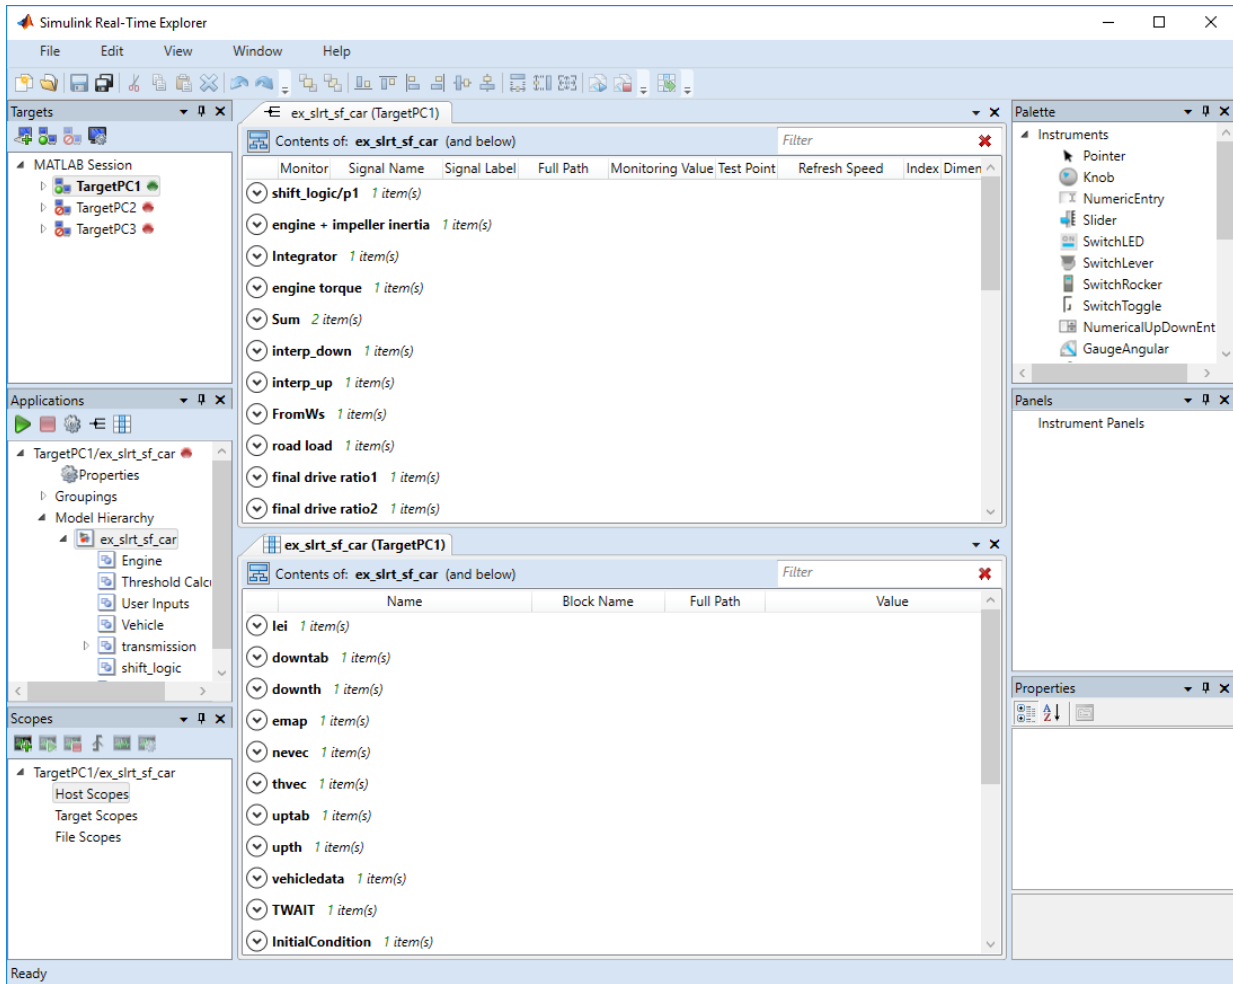 Simulink Real-Time Explorer
File Edit View Window Help
Targets
MATLAB Session
TargetPC1
TargetPC2
TargetPC3
Applications
TargetPC1/ex_slrt_sf_car
Properties
Groupings
Model Hierarchy
ex_slrt_sf_car
Engine
Threshold Calcu
User Inputs
Vehicle
transmission
shift_logic
Scopes
TargetPC1/ex_slrt_sf_car
Host Scopes
Target Scopes
File Scopes
ex_slrt_sf_car (TargetPC1)
Contents of: ex_slrt_sf_car (and below) Filter
Monitor Signal Name Signal Label Full Path Monitoring Value Test Point Refresh Speed Index Dimen
shift_logic/p1 1 item(s)
engine + impeller inertia 1 item(s)
Integrator 1 item(s)
engine torque 1 item(s)
Sum 2 item(s)
interp_down 1 item(s)
interp_up 1 item(s)
FromWs 1 item(s)
road load 1 item(s)
final drive ratio1 1 item(s)
final drive ratio2 1 item(s)
ex_slrt_sf_car (TargetPC1)
Contents of: ex_slrt_sf_car (and below) Filter
Name Block Name Full Path Value
Iei 1 item(s)
downtab 1 item(s)
downth 1 item(s)
emap 1 item(s)
nevec 1 item(s)
thvec 1 item(s)
uptab 1 item(s)
upth 1 item(s)
vehicledata 1 item(s)
TWAIT 1 item(s)
InitialCondition 1 item(s)
Palette
Instruments
Pointer
Knob
NumericEntry
Slider
SwitchLED
SwitchLever
SwitchRocker
SwitchToggle
NumericalUpDownEnt
GaugeAngular
Panels
Instrument Panels
Properties
Ready